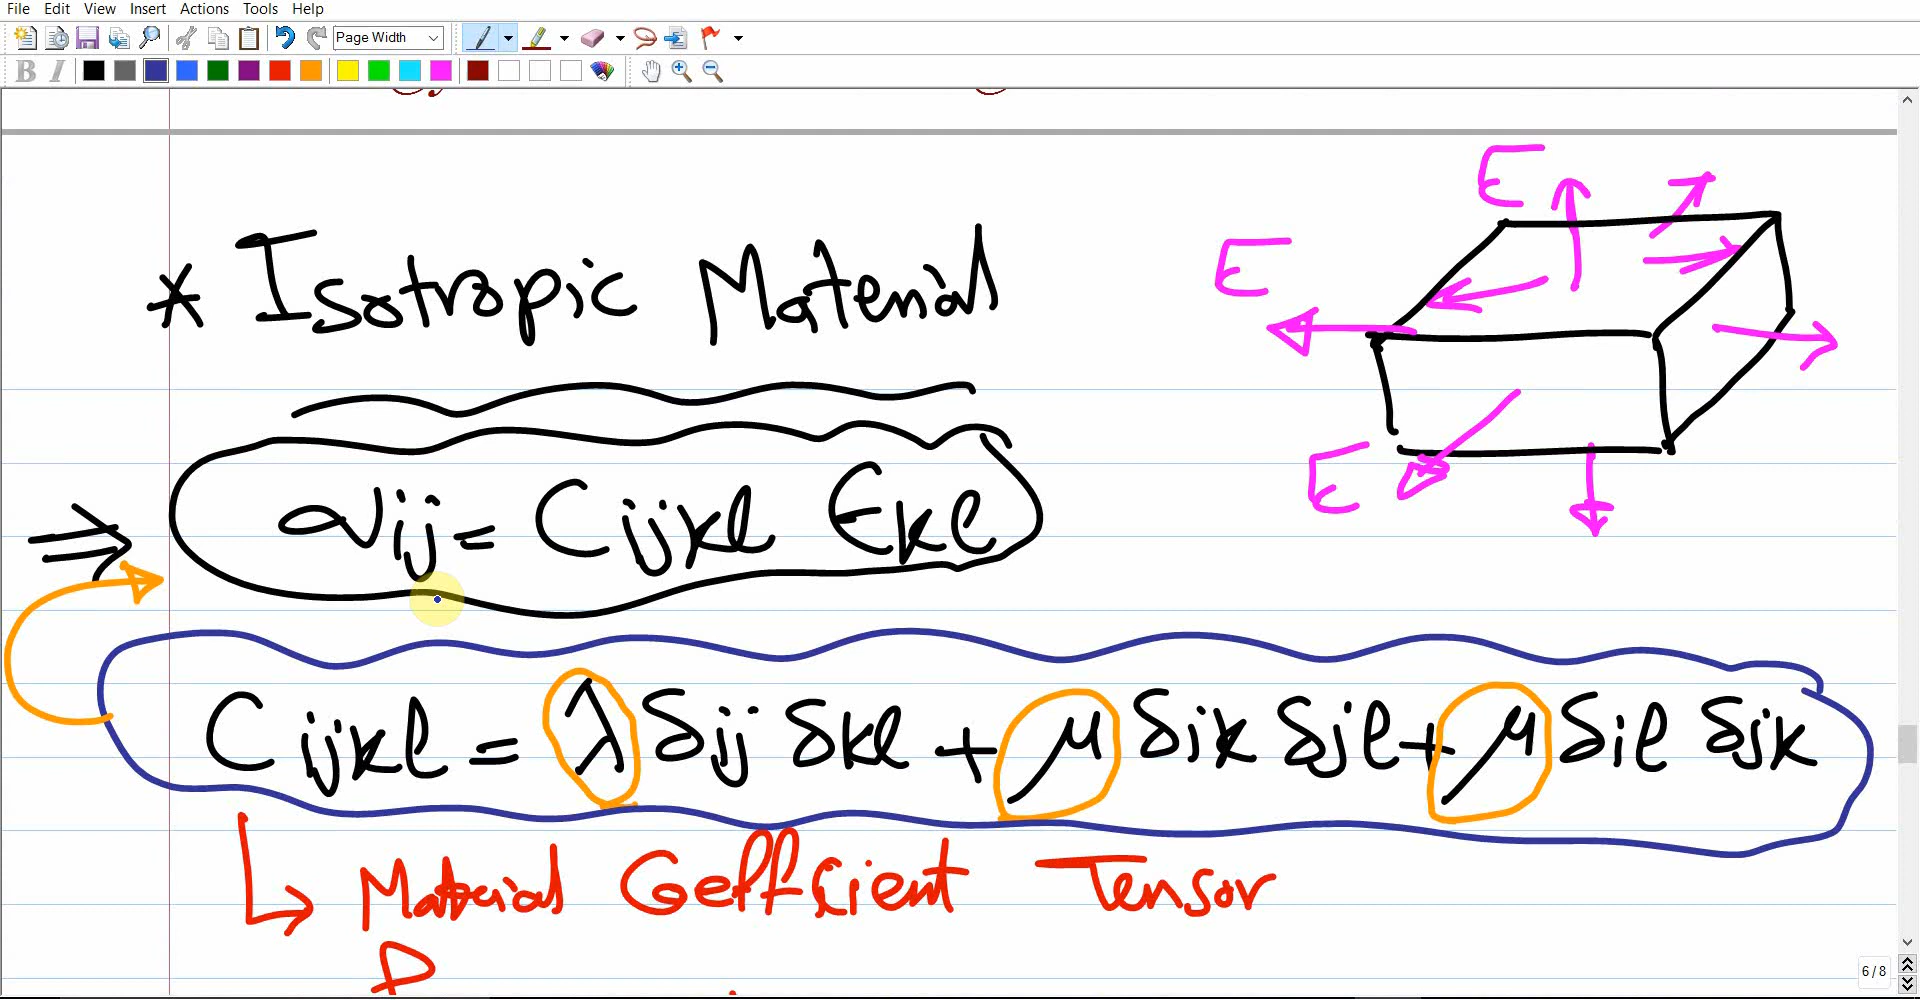 File Edit View Insert Actions Tools Help
Page Width
B I
* Isotropic Material
E
E
E
σij = Cijkl Ekl
Cijkl = λ δij δkl + μ δik δjl + μ δil δjk
Material Coefficient Tensor
6 / 8